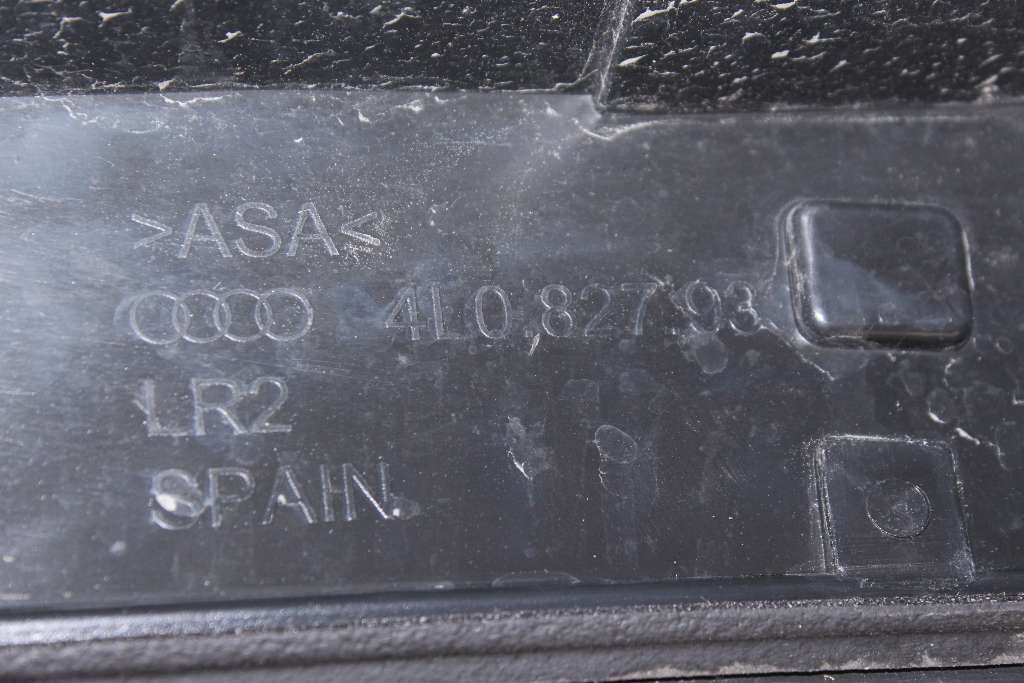 >ASA<
4L0.827.93
LR2
SPAIN.